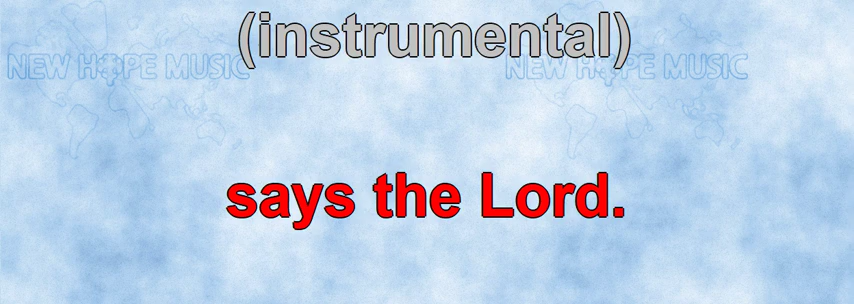 (instrumental)
NEW HOPE MUSIC NEW HOPE MUSIC
says the Lord.